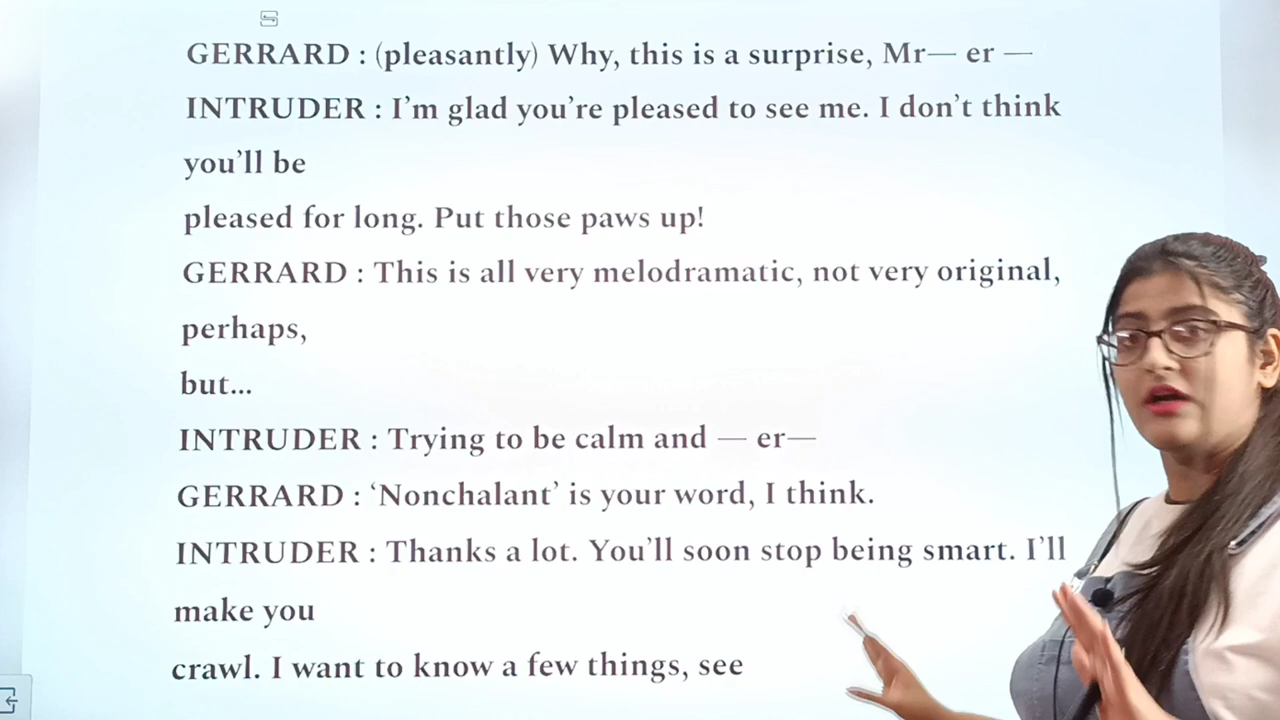 GERRARD : (pleasantly) Why, this is a surprise, Mr— er —
INTRUDER : I'm glad you're pleased to see me. I don't think
you'll be
pleased for long. Put those paws up!
GERRARD : This is all very melodramatic, not very original,
perhaps,
but...
INTRUDER : Trying to be calm and — er—
GERRARD : ‘Nonchalant’ is your word, I think.
INTRUDER : Thanks a lot. You'll soon stop being smart. I'll
make you
crawl. I want to know a few things, see